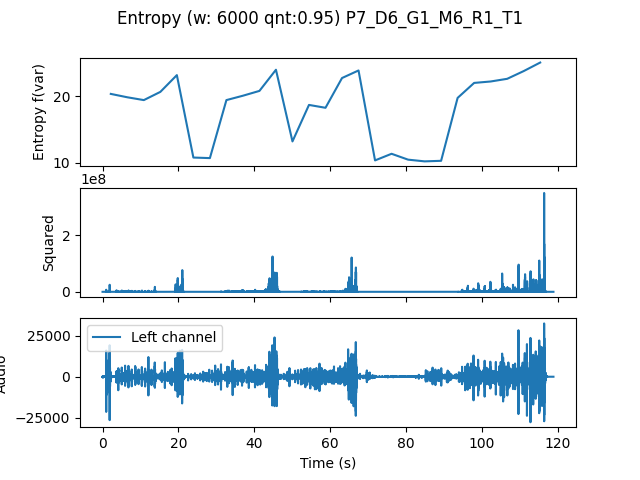 Entropy (w: 6000 qnt:0.95) P7_D6_G1_M6_R1_T1
Entropy f(var)
20
10
1e8
Squared
2
0
Left channel
Audio
25000
0
−25000
0
20
40
60
80
100
120
Time (s)